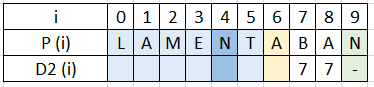 i 0 1 2 3 4 5 6 7 8 9
P (i) L A M E N T A B A N
D2 (i) 7 7 -